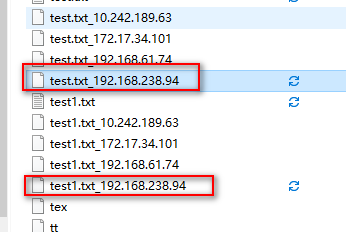 test.txt_10.242.189.63
test.txt_172.17.34.101
test.txt_192.168.61.74
test.txt_192.168.238.94
test1.txt
test1.txt_10.242.189.63
test1.txt_172.17.34.101
test1.txt_192.168.61.74
test1.txt_192.168.238.94
tex
tt